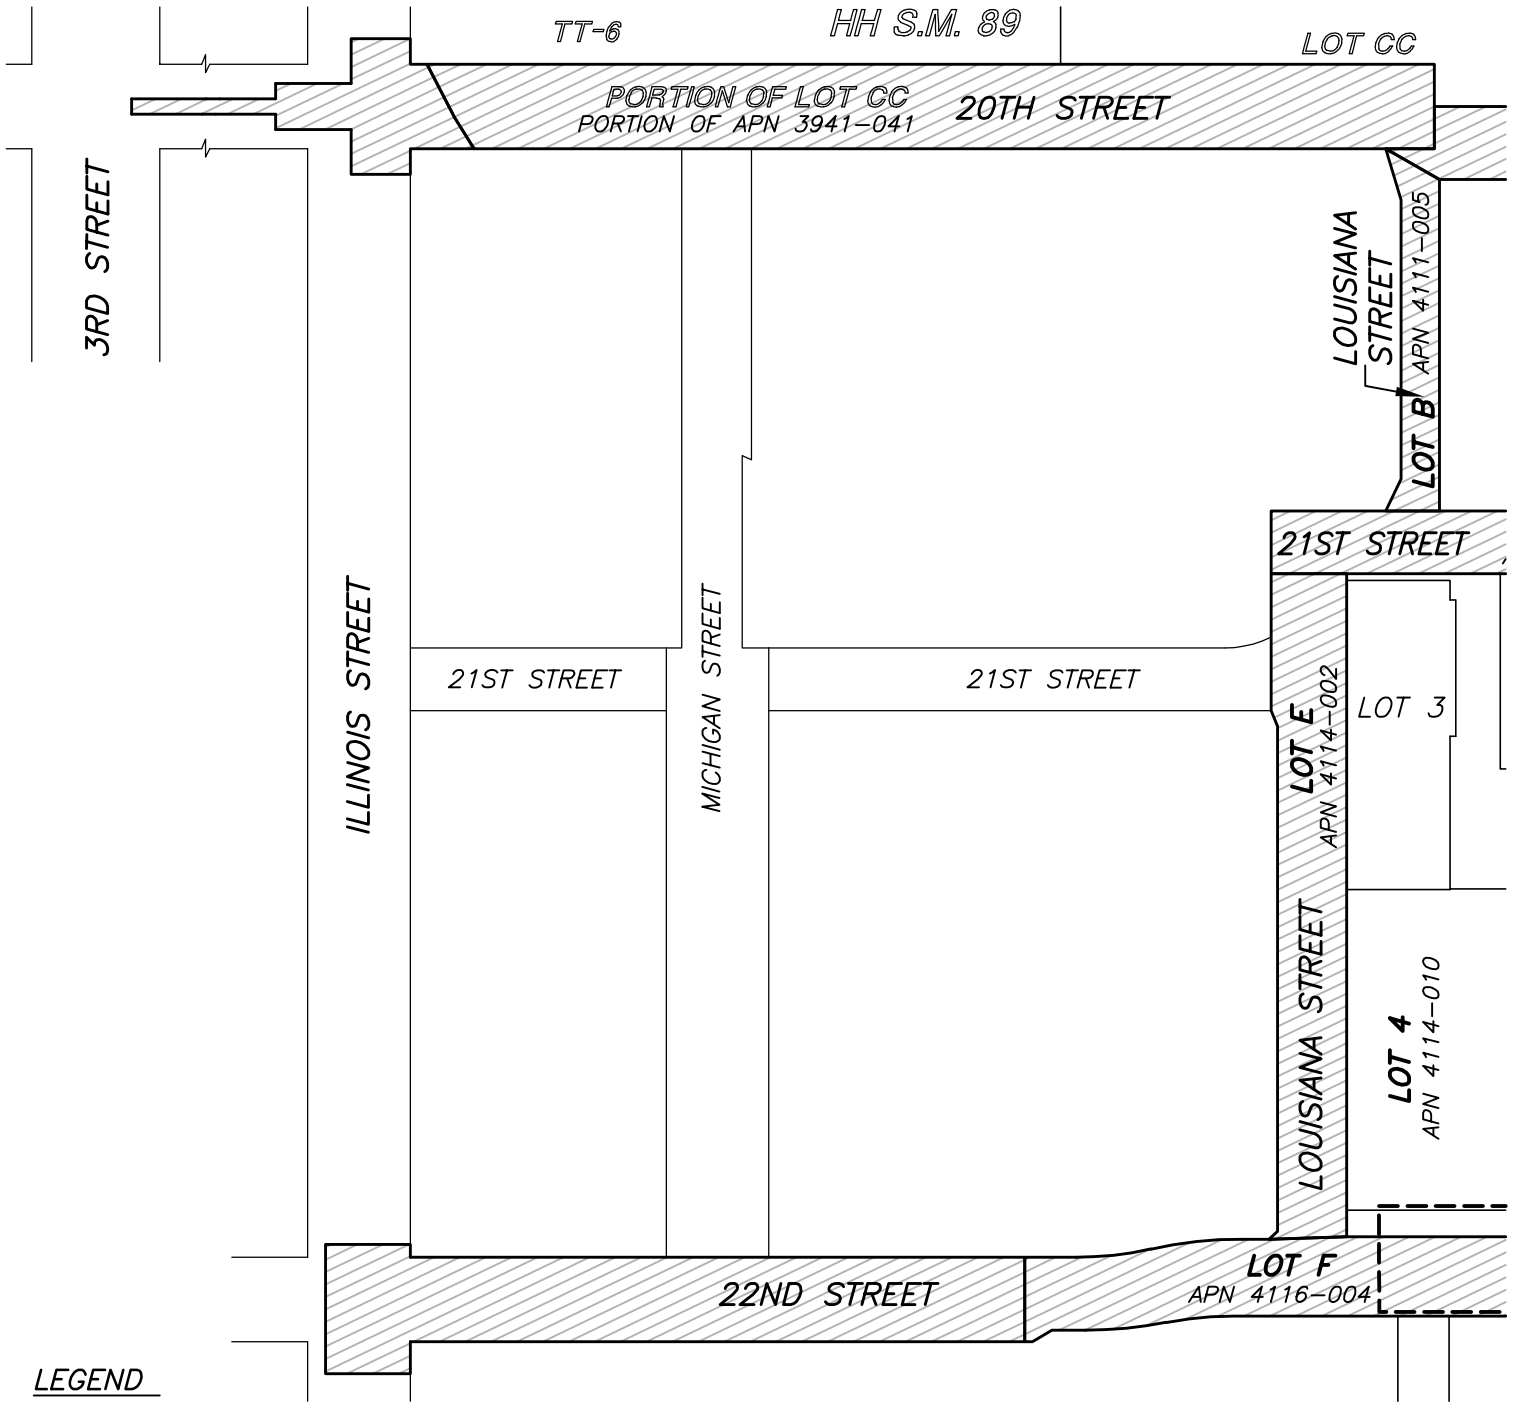 TT-6
HH S.M. 89
LOT CC
PORTION OF LOT CC
PORTION OF APN 3941-041
20TH STREET
3RD STREET
LOUISIANA
STREET
APN 4111-005
LOT B
21ST STREET
ILLINOIS STREET
MICHIGAN STREET
21ST STREET
21ST STREET
LOT E
APN 4114-002
LOT 3
LOUISIANA STREET
LOT 4
APN 4114-010
22ND STREET
LOT F
APN 4116-004
LEGEND